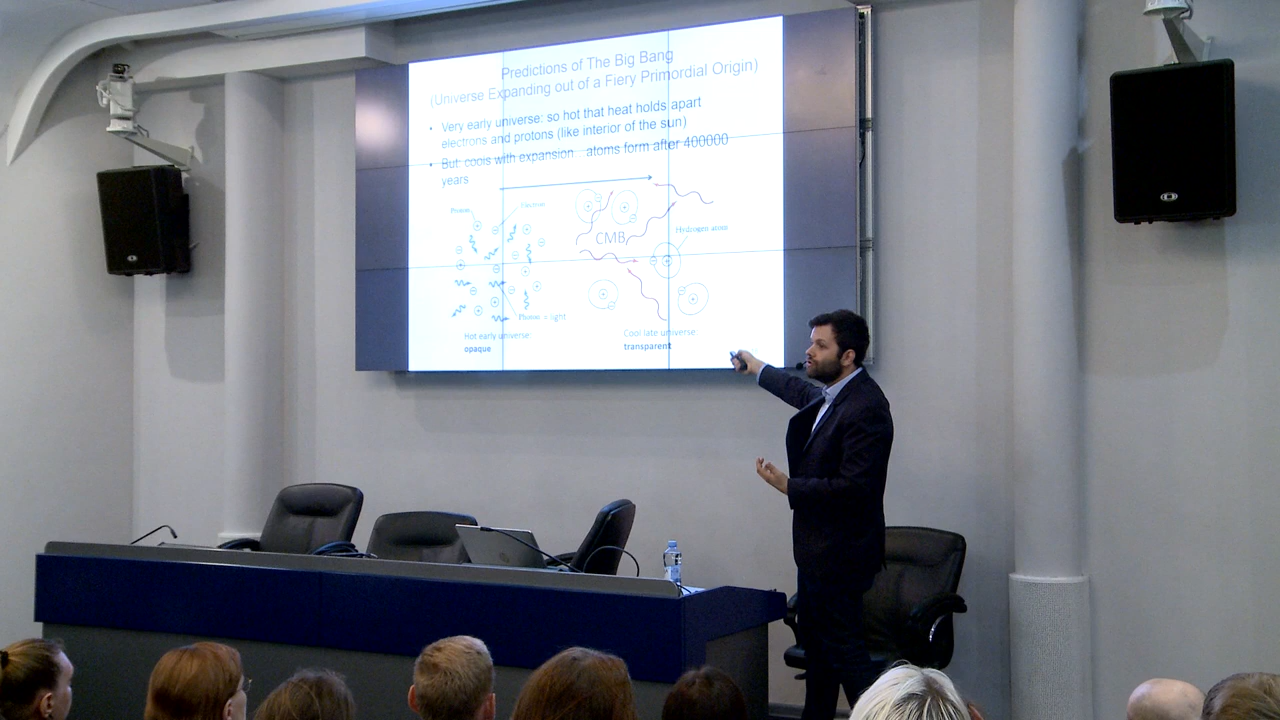 Predictions of The Big Bang
(Universe Expanding out of a Fiery Primordial Origin)
• Very early universe: so hot that heat holds apart
electrons and protons (like interior of the sun)
• But: cools with expansion atoms form after 400000
years
Proton
Electron
CMB
Hydrogen atom
Photon light
Hot early universe:
opaque
Cool late universe:
transparent